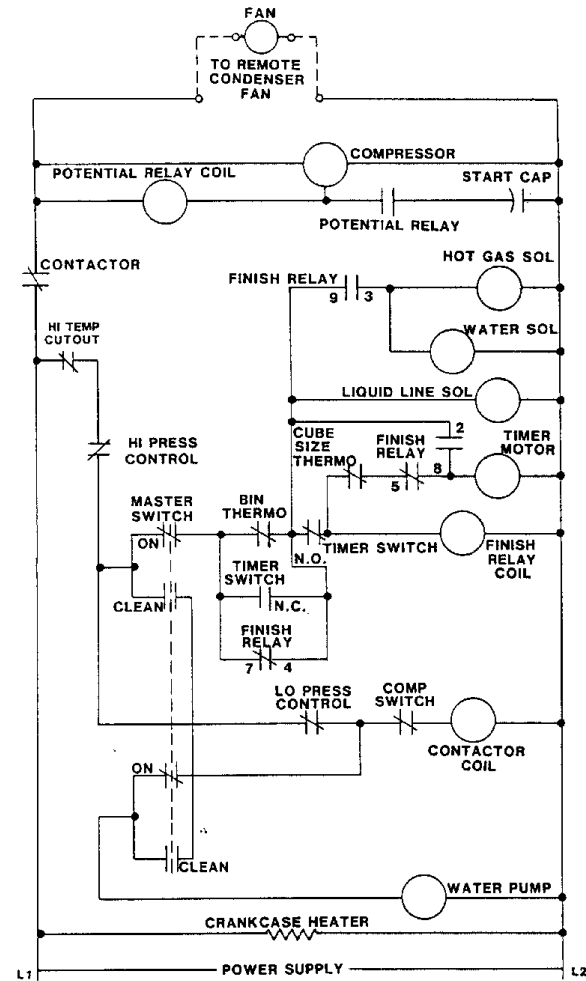 FAN
TO REMOTE
CONDENSER
FAN
COMPRESSOR
POTENTIAL RELAY COIL
START CAP
POTENTIAL RELAY
CONTACTOR
HOT GAS SOL
FINISH RELAY
9 3
HI TEMP
CUTOUT
WATER SOL
LIQUID LINE SOL
HI PRESS
CONTROL
CUBE
SIZE
THERMO
FINISH
RELAY
2
5 8
TIMER
MOTOR
MASTER
SWITCH
ON
BIN
THERMO
TIMER SWITCH
N.O.
FINISH
RELAY
COIL
TIMER
SWITCH
N.C.
CLEAN
FINISH
RELAY
7 4
LO PRESS
CONTROL
COMP
SWITCH
CONTACTOR
COIL
ON
CLEAN
WATER PUMP
CRANKCASE HEATER
L1 POWER SUPPLY L2